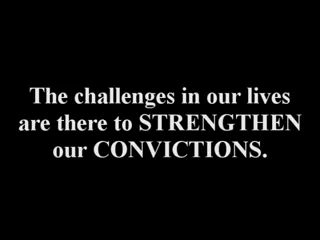 The challenges in our lives
are there to STRENGTHEN
our CONVICTIONS.